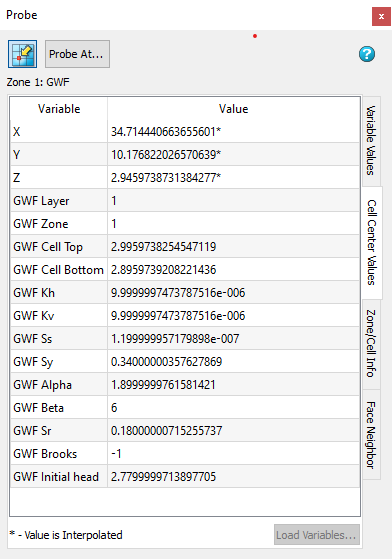 Probe
Probe At...
Zone 1: GWF
Variable Value
X 34.714440663655601*
Y 10.176822026570639*
Z 2.9459738731384277*
GWF Layer 1
GWF Zone 1
GWF Cell Top 2.9959738254547119
GWF Cell Bottom 2.8959739208221436
GWF Kh 9.9999997473787516e-006
GWF Kv 9.9999997473787516e-006
GWF Ss 1.199999957179898e-007
GWF Sy 0.34000000357627869
GWF Alpha 1.8999999761581421
GWF Beta 6
GWF Sr 0.18000000715255737
GWF Brooks -1
GWF Initial head 2.7799999713897705
* - Value is Interpolated
Load Variables...
Variable Values
Cell Center Values
Zone/Cell Info
Face Neighbor